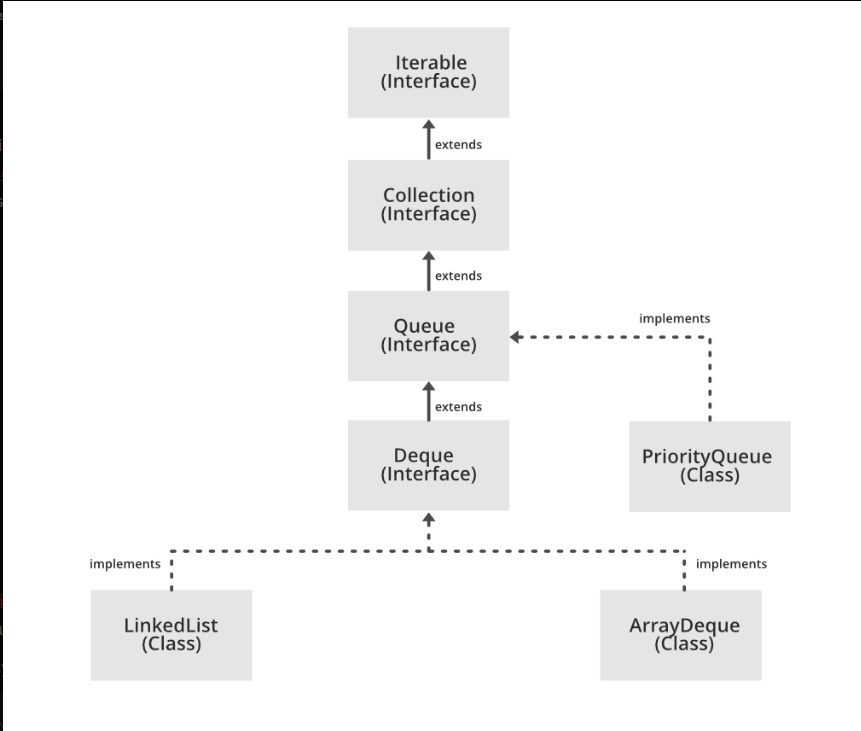 Iterable
(Interface)
extends
Collection
(Interface)
extends
Queue
(Interface)
implements
extends
Deque
(Interface)
PriorityQueue
(Class)
implements
implements
LinkedList
(Class)
ArrayDeque
(Class)